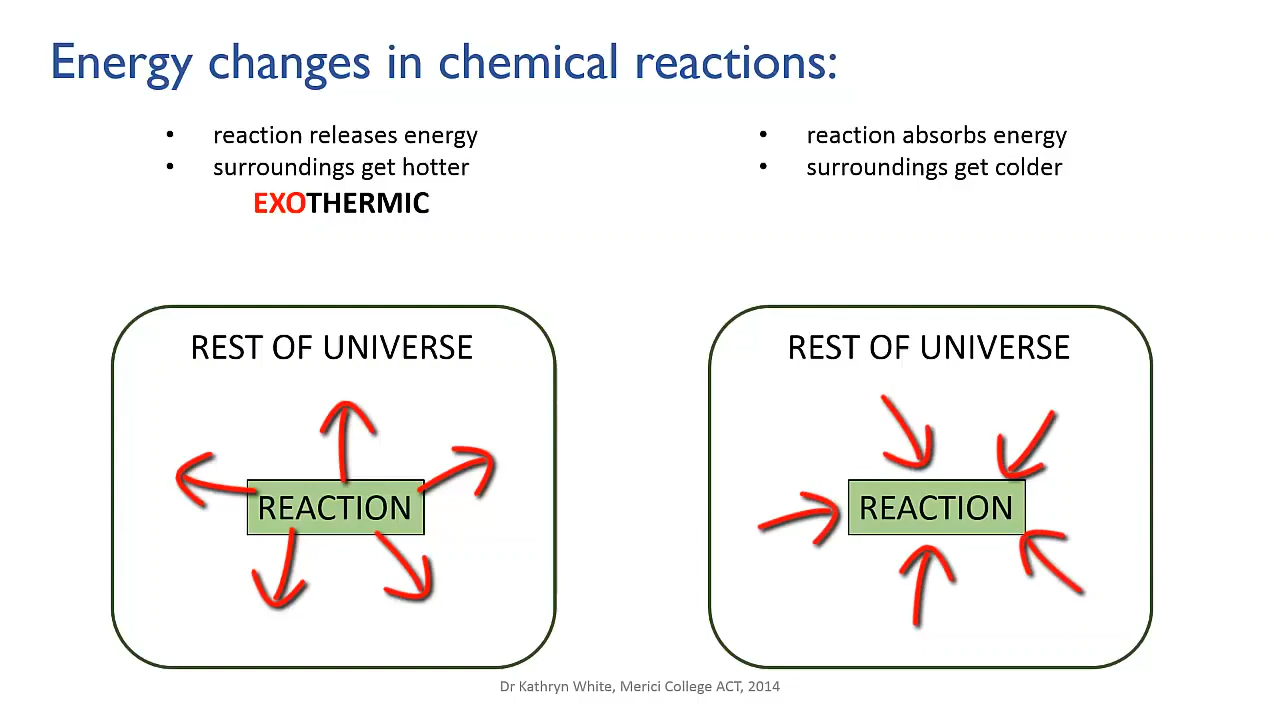 Energy changes in chemical reactions:
• reaction releases energy
• surroundings get hotter
EXOTHERMIC
• reaction absorbs energy
• surroundings get colder
REST OF UNIVERSE
REACTION
REST OF UNIVERSE
REACTION
Dr Kathryn White, Merici College ACT, 2014